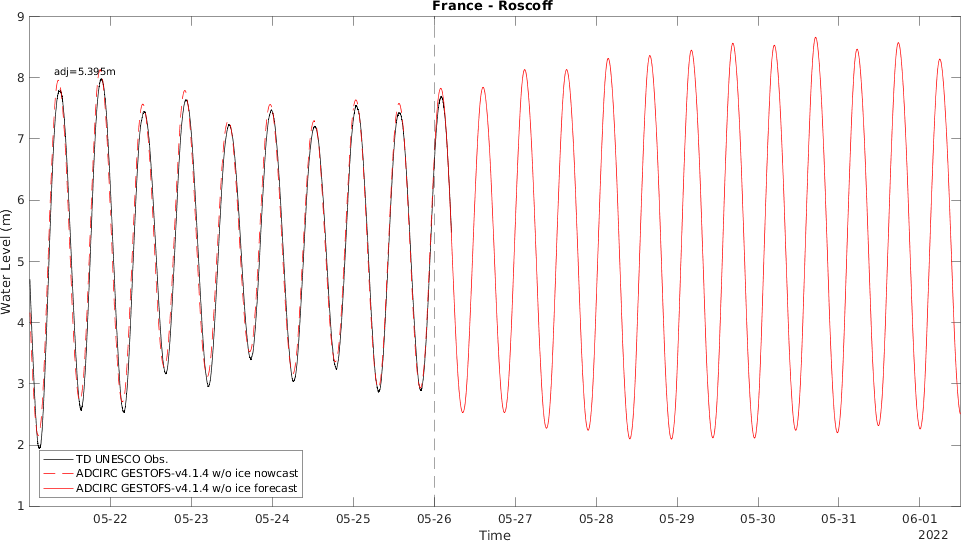 France - Roscoff
adj=5.395m
Water Level (m)
9
8
7
6
5
4
3
2
1
TD UNESCO Obs.
ADCIRC GESTOFS-v4.1.4 w/o ice nowcast
ADCIRC GESTOFS-v4.1.4 w/o ice forecast
05-22 05-23 05-24 05-25 05-26 05-27 05-28 05-29 05-30 05-31 06-01
Time
2022